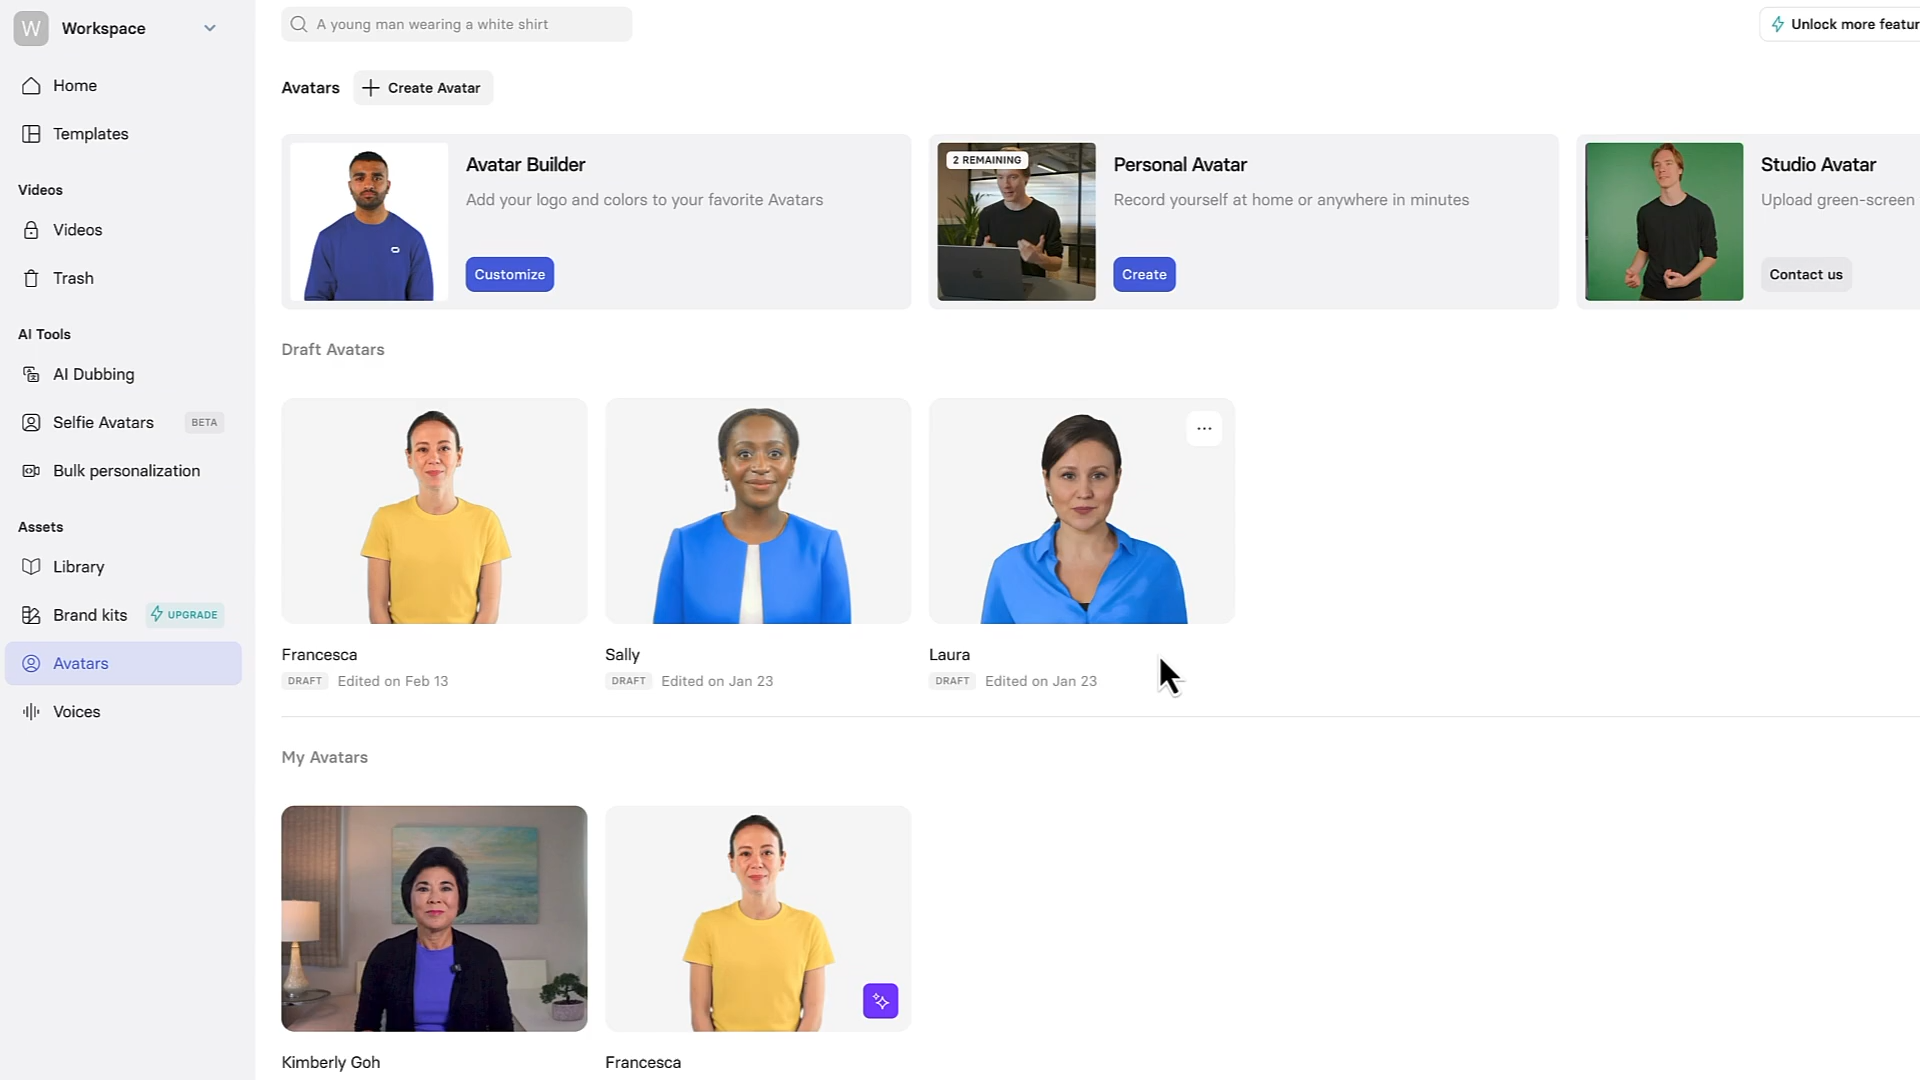 W Workspace
A young man wearing a white shirt
Unlock more featur
Home
Templates
Videos
Videos
Trash
AI Tools
AI Dubbing
Selfie Avatars BETA
Bulk personalization
Assets
Library
Brand kits UPGRADE
Avatars
Voices
Avatars Create Avatar
Avatar Builder
Add your logo and colors to your favorite Avatars
Customize
2 REMAINING
Personal Avatar
Record yourself at home or anywhere in minutes
Create
Studio Avatar
Upload green-screen
Contact us
Draft Avatars
Francesca
DRAFT Edited on Feb 13
Sally
DRAFT Edited on Jan 23
Laura
DRAFT Edited on Jan 23
My Avatars
Kimberly Goh
Francesca